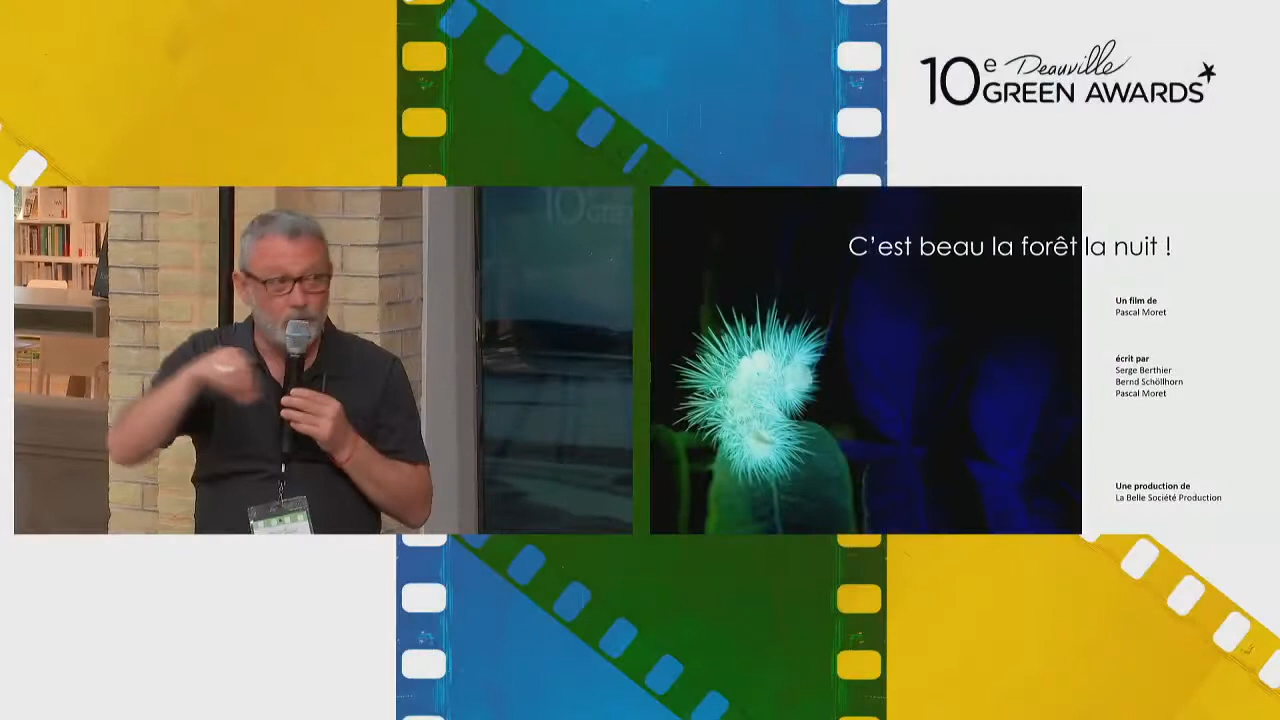 10e Deauville
GREEN AWARDS
C'est beau la forêt la nuit !
Un film de
Pascal Moret
écrit par
Serge Berthier
Bernd Schöllhorn
Pascal Moret
Une production de
La Belle Société Production